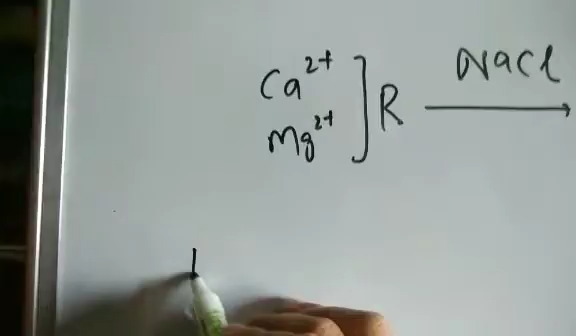 Ca²⁺ ] R NaCl →
Mg²⁺